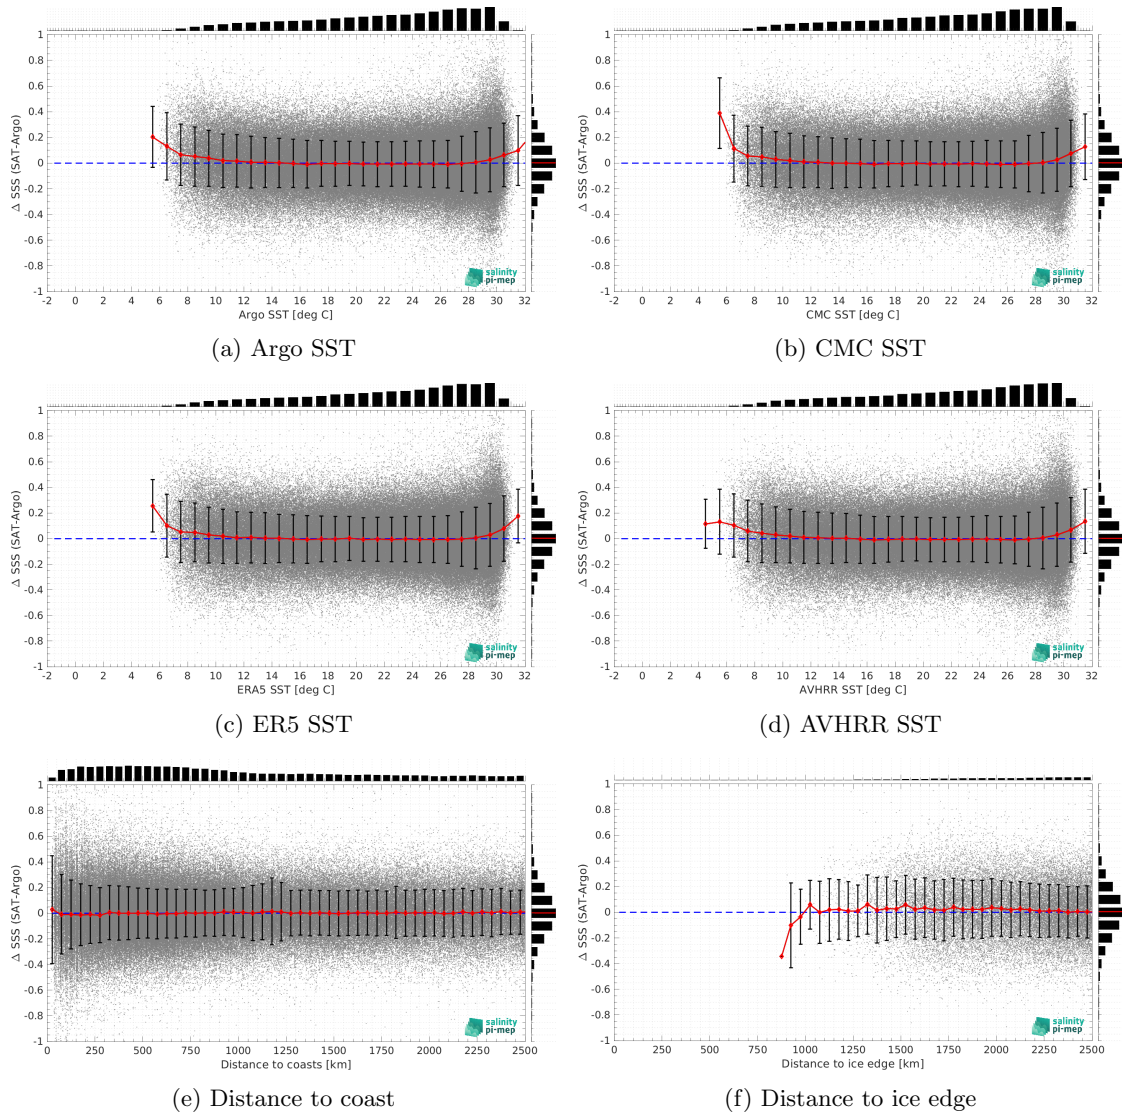 1
0.8
0.6
0.4
0.2
0
-0.2
-0.4
-0.6
-0.8
-1
Δ SSS (SAT-Argo)
salinity
pi-mep
-2 0 2 4 6 8 10 12 14 16 18 20 22 24 26 28 30 32
Argo SST [deg C]
(a) Argo SST
1
0.8
0.6
0.4
0.2
0
-0.2
-0.4
-0.6
-0.8
-1
Δ SSS (SAT-Argo)
salinity
pi-mep
-2 0 2 4 6 8 10 12 14 16 18 20 22 24 26 28 30 32
CMC SST [deg C]
(b) CMC SST
1
0.8
0.6
0.4
0.2
0
-0.2
-0.4
-0.6
-0.8
-1
Δ SSS (SAT-Argo)
salinity
pi-mep
-2 0 2 4 6 8 10 12 14 16 18 20 22 24 26 28 30 32
ERA5 SST [deg C]
(c) ER5 SST
1
0.8
0.6
0.4
0.2
0
-0.2
-0.4
-0.6
-0.8
-1
Δ SSS (SAT-Argo)
salinity
pi-mep
-2 0 2 4 6 8 10 12 14 16 18 20 22 24 26 28 30 32
AVHRR SST [deg C]
(d) AVHRR SST
1
0.8
0.6
0.4
0.2
0
-0.2
-0.4
-0.6
-0.8
-1
Δ SSS (SAT-Argo)
salinity
pi-mep
0 250 500 750 1000 1250 1500 1750 2000 2250 2500
Distance to coasts [km]
(e) Distance to coast
1
0.8
0.6
0.4
0.2
0
-0.2
-0.4
-0.6
-0.8
-1
Δ SSS (SAT-Argo)
salinity
pi-mep
0 250 500 750 1000 1250 1500 1750 2000 2250 2500
Distance to ice edge [km]
(f) Distance to ice edge